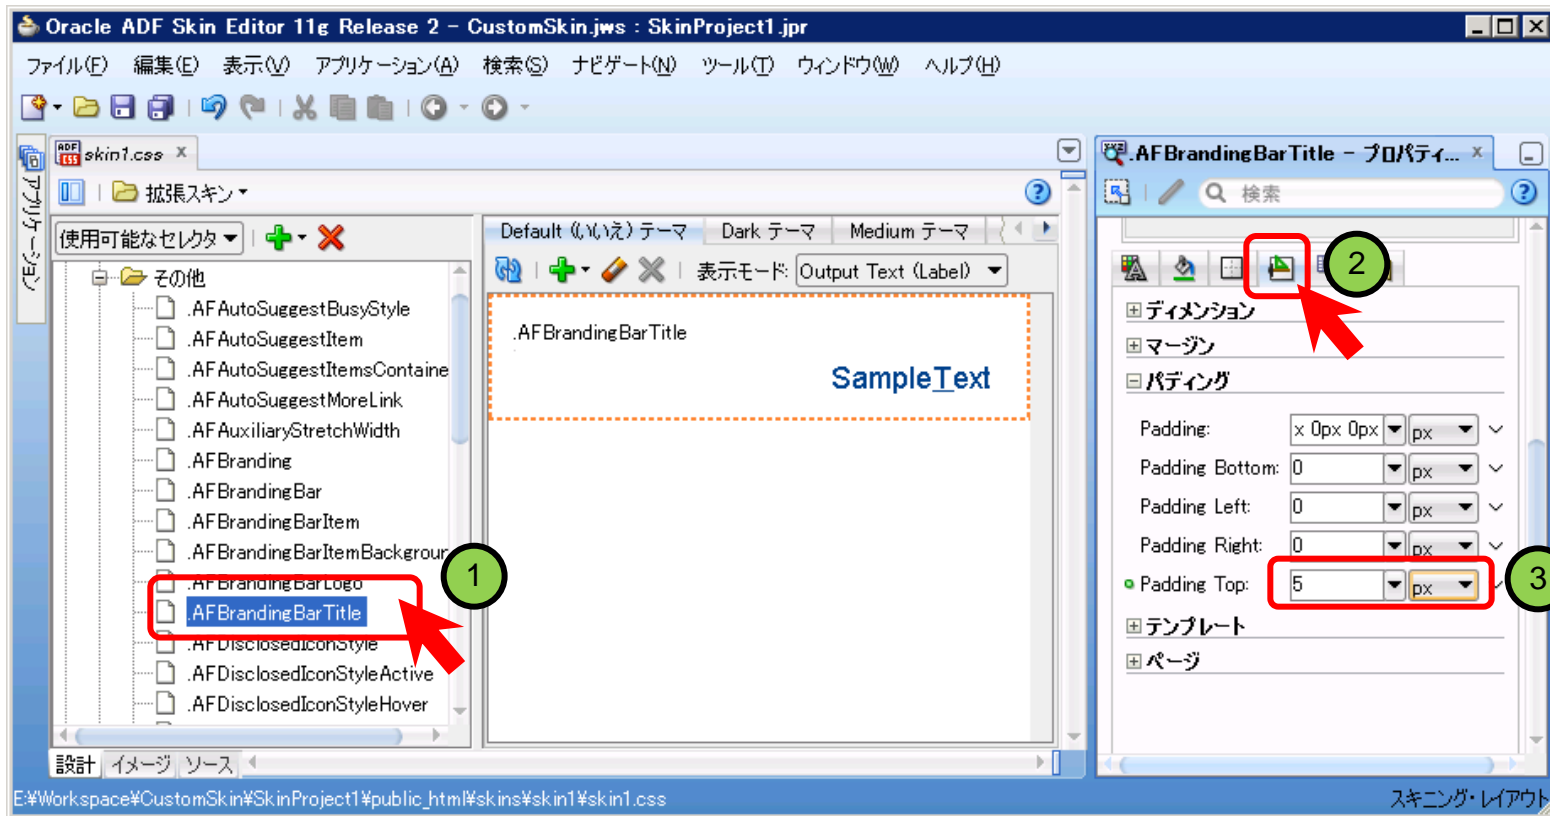 Oracle ADF Skin Editor 11g Release 2 - CustomSkin.jws : SkinProject1.jpr
ファイル(F) 編集(E) 表示(V) アプリケーション(A) 検索(S) ナビゲート(N) ツール(T) ウィンドウ(W) ヘルプ(H)
アプリケーション
skin1.css
拡張スキン
使用可能なセレクタ
その他
.AFAutoSuggestBusyStyle
.AFAutoSuggestItem
.AFAutoSuggestItemsContaine
.AFAutoSuggestMoreLink
.AFAuxiliaryStretchWidth
.AFBranding
.AFBrandingBar
.AFBrandingBarItem
.AFBrandingBarItemBackgrour
.AFBrandingBarLogo
.AFBrandingBarTitle
.AFDisclosedIconStyle
.AFDisclosedIconStyleActive
.AFDisclosedIconStyleHover
1
設計 イメージ ソース
Default (いいえ) テーマ Dark テーマ Medium テーマ
表示モード: Output Text (Label)
.AFBrandingBarTitle
SampleText
.AFBrandingBarTitle - プロパティ...
検索
2
ディメンション
マージン
パディング
Padding: x 0px 0px px
Padding Bottom: 0 px
Padding Left: 0 px
Padding Right: 0 px
Padding Top: 5 px
3
テンプレート
ページ
E:¥Workspace¥CustomSkin¥SkinProject1¥public_html¥skins¥skin1¥skin1.css
スキニング・レイアウト